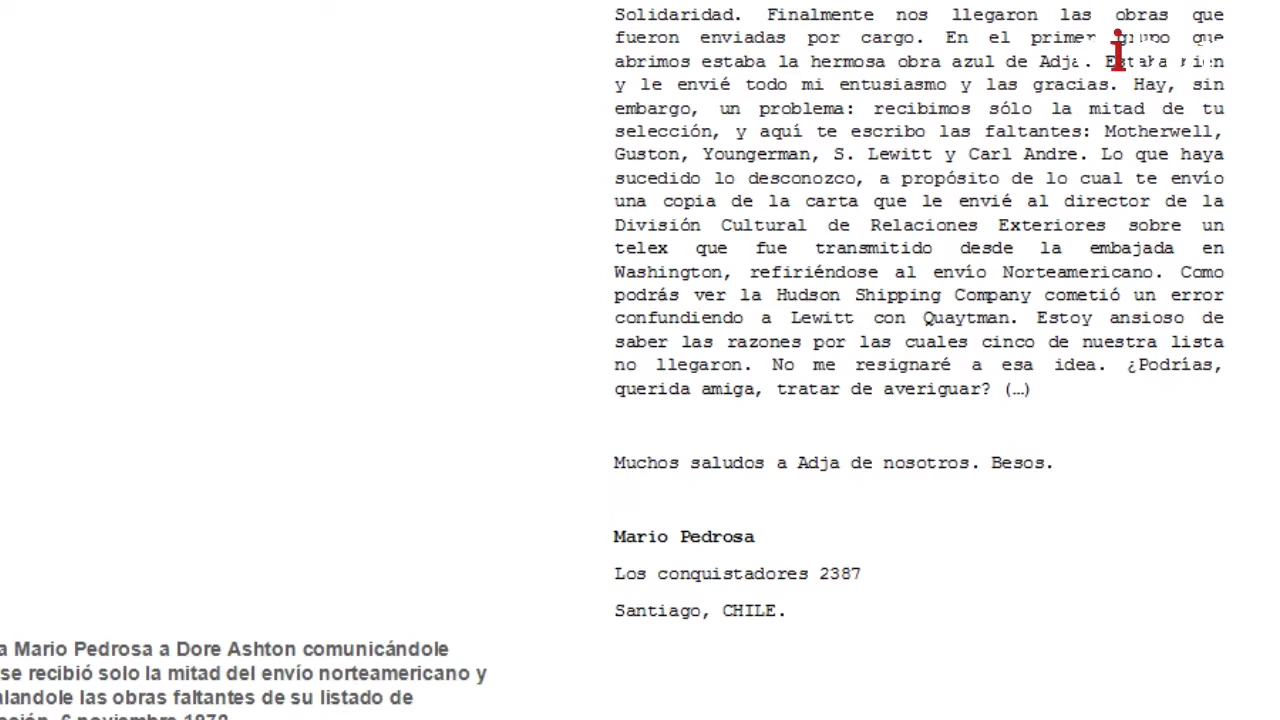 Solidaridad. Finalmente nos llegaron las obras que
fueron enviadas por cargo. En el primer grupo que
abrimos estaba la hermosa obra azul de Adja. Estaba bien
y le envié todo mi entusiasmo y las gracias. Hay, sin
embargo, un problema: recibimos sólo la mitad de tu
selección, y aquí te escribo las faltantes: Motherwell,
Guston, Youngerman, S. Lewitt y Carl Andre. Lo que haya
sucedido lo desconozco, a propósito de lo cual te envío
una copia de la carta que le envié al director de la
División Cultural de Relaciones Exteriores sobre un
telex que fue transmitido desde la embajada en
Washington, refiriéndose al envío Norteamericano. Como
podrás ver la Hudson Shipping Company cometió un error
confundiendo a Lewitt con Quaytman. Estoy ansioso de
saber las razones por las cuales cinco de nuestra lista
no llegaron. No me resignaré a esa idea. ¿Podrías,
querida amiga, tratar de averiguar? (…)
Muchos saludos a Adja de nosotros. Besos.
Mario Pedrosa
Los conquistadores 2387
Santiago, CHILE.
a Mario Pedrosa a Dore Ashton comunicándole
se recibió solo la mitad del envío norteamericano y
alandole las obras faltantes de su listado de
noviembre